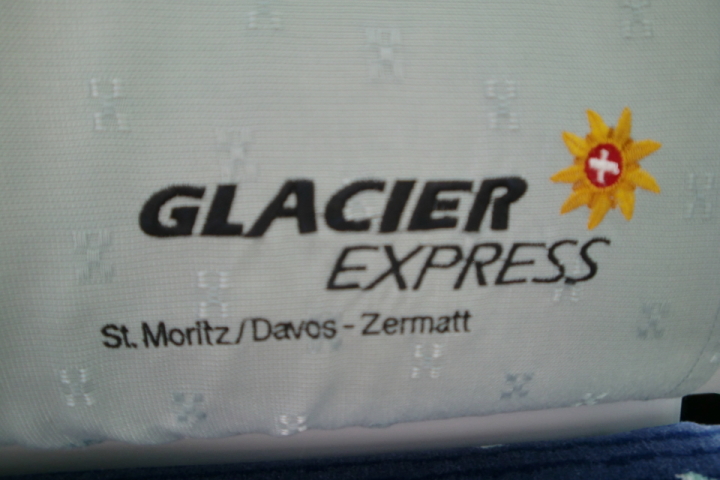 GLACIER
EXPRESS
St. Moritz/Davos - Zermatt